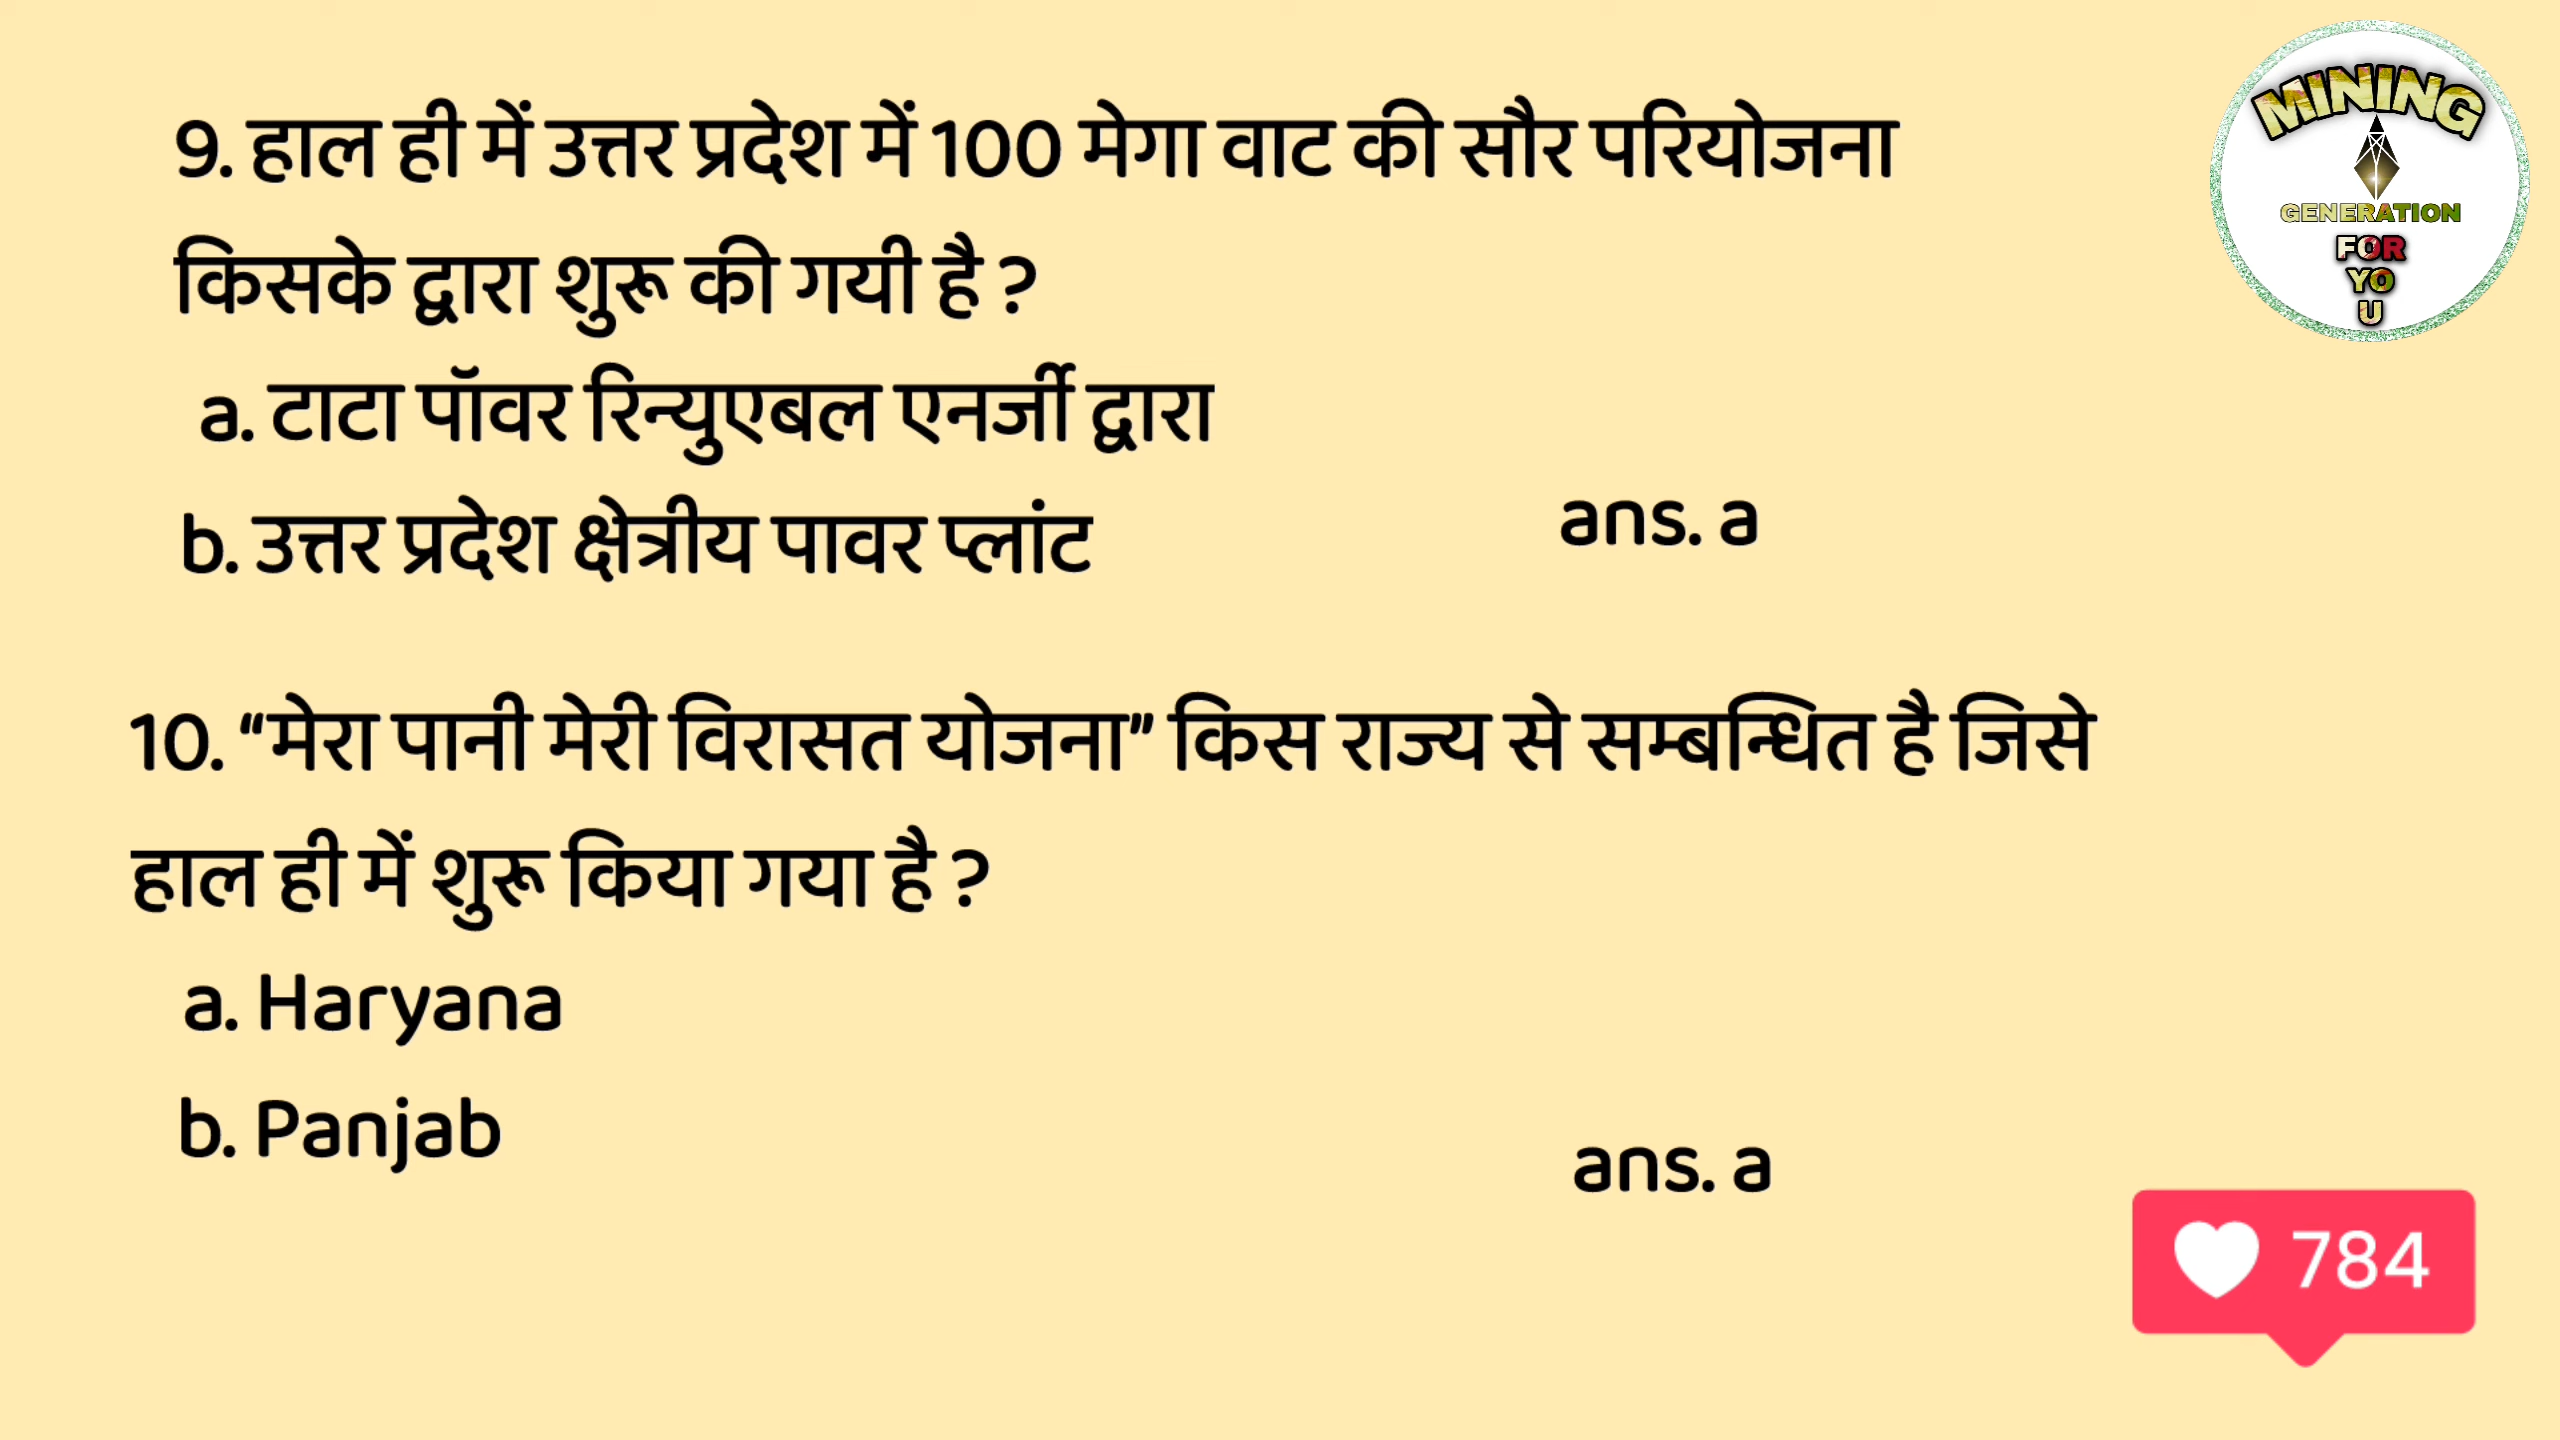 9. हाल ही में उत्तर प्रदेश में 100 मेगा वाट की सौर परियोजना
किसके द्वारा शुरू की गयी है ?
a. टाटा पॉवर रिन्युएबल एनर्जी द्वारा
b. उत्तर प्रदेश क्षेत्रीय पावर प्लांट
ans. a
10. “मेरा पानी मेरी विरासत योजना” किस राज्य से सम्बन्धित है जिसे
हाल ही में शुरू किया गया है ?
a. Haryana
b. Panjab
ans. a
MINING
GENERATION
FOR
YO
U
784